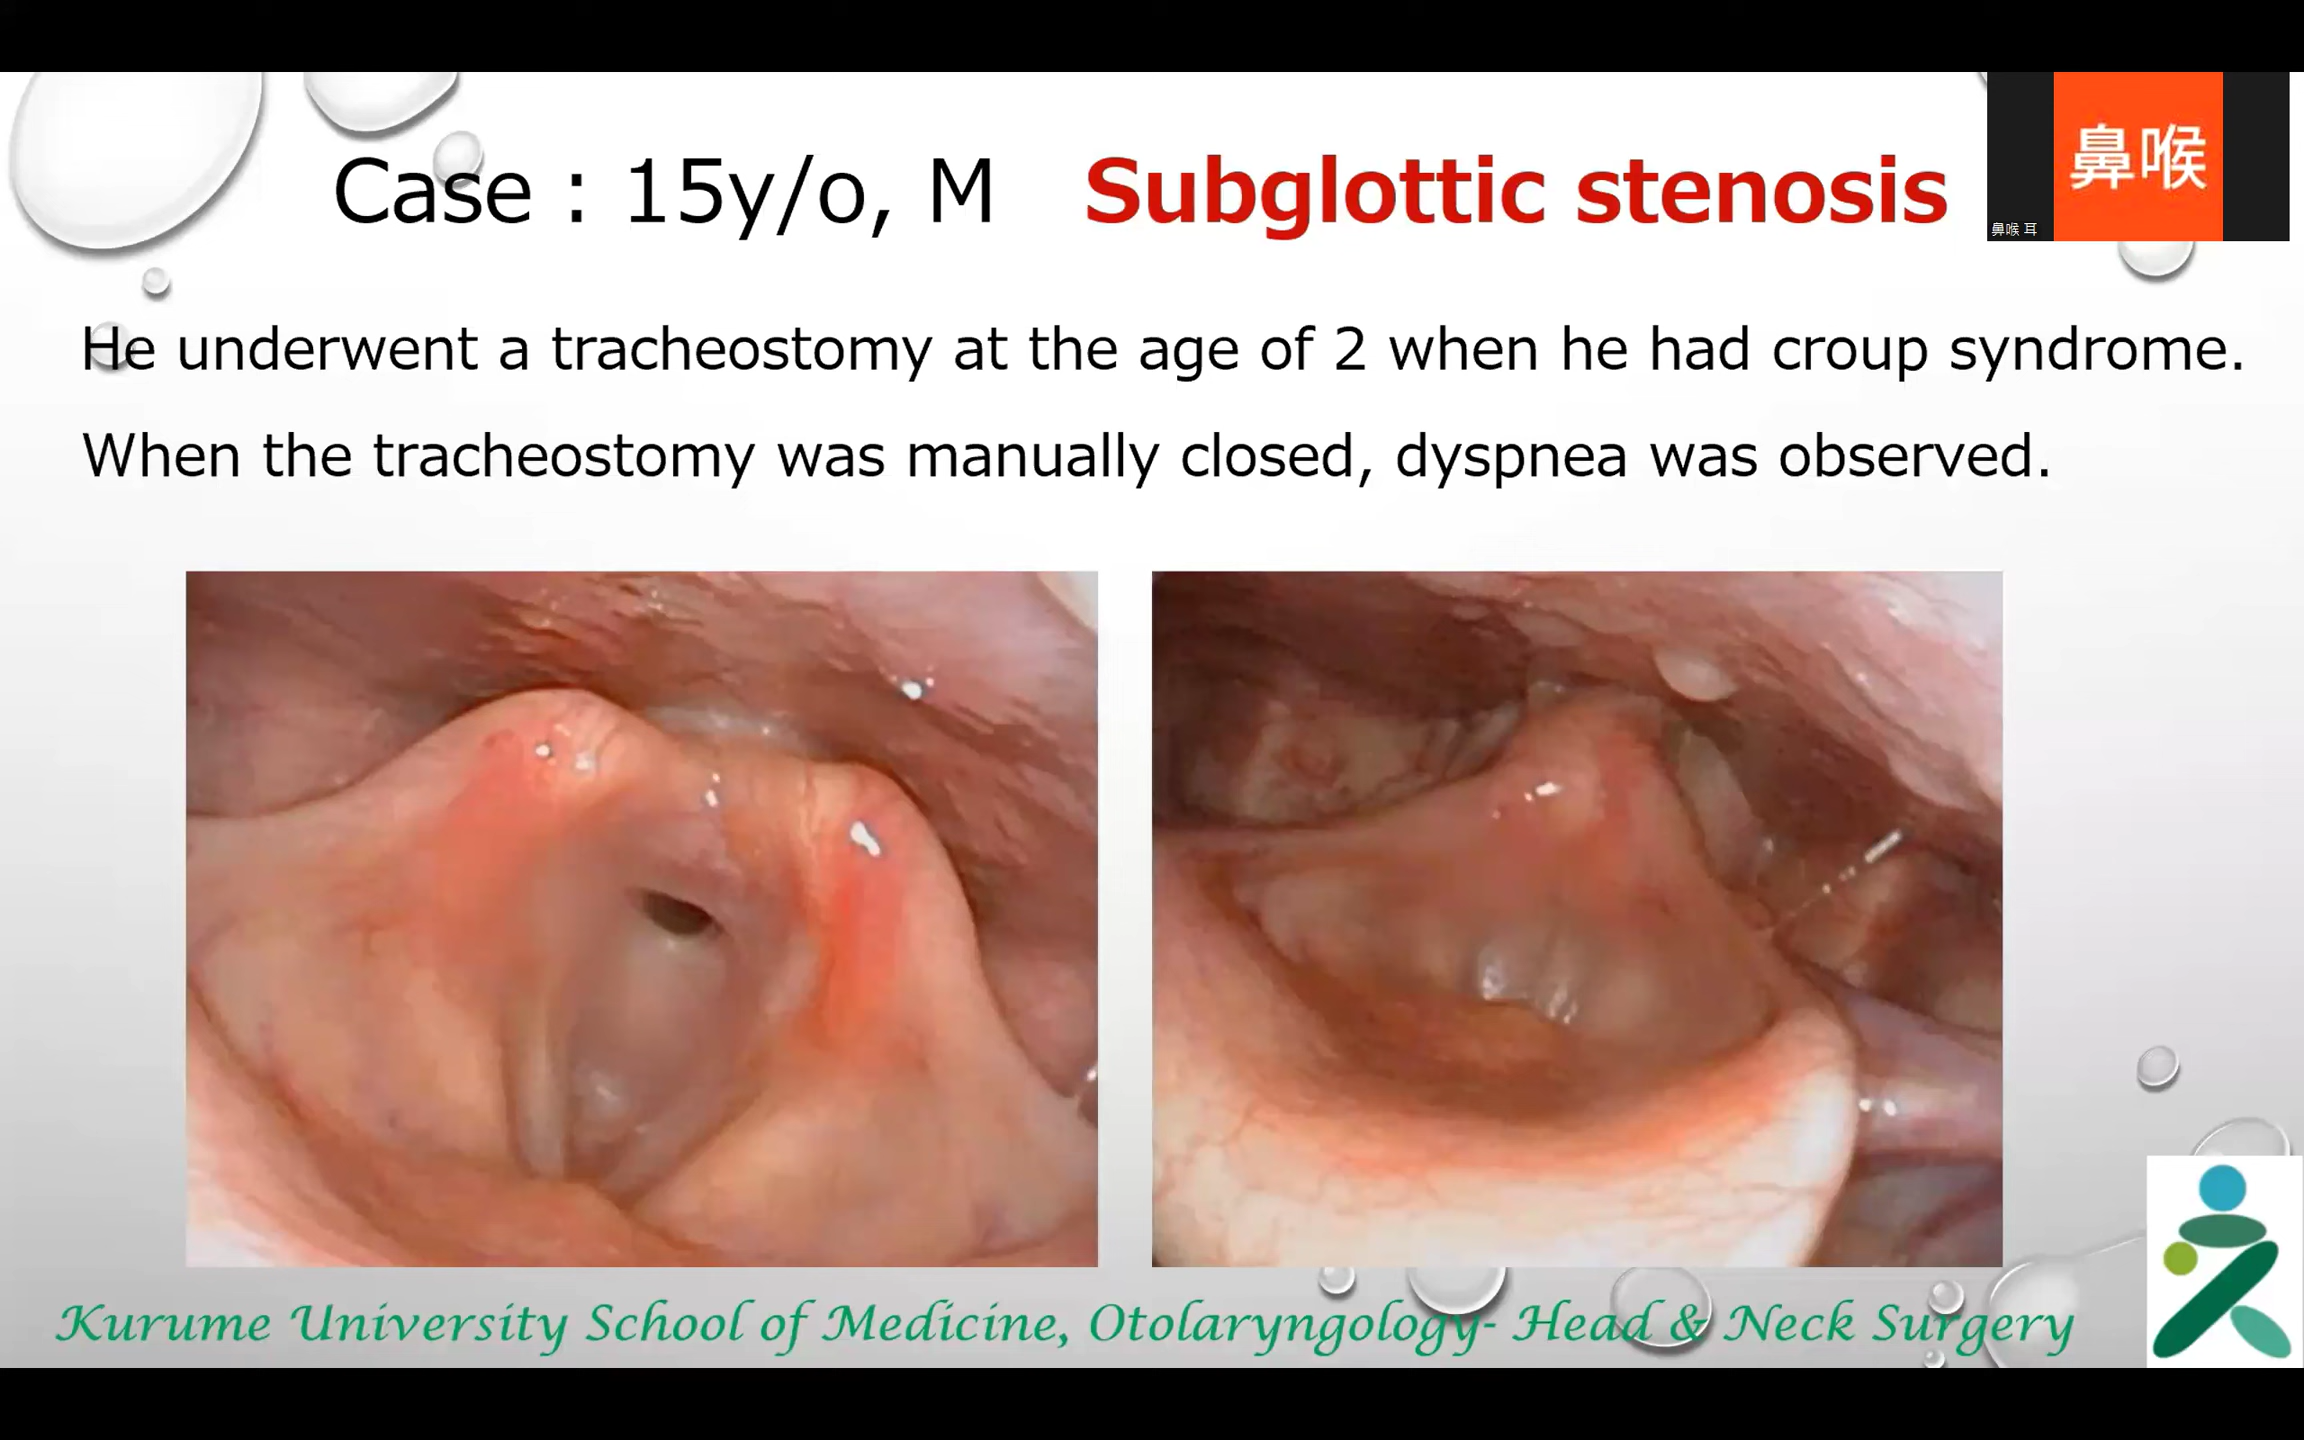 Case : 15y/o, M Subglottic stenosis
鼻喉
鼻喉 耳
He underwent a tracheostomy at the age of 2 when he had croup syndrome.
When the tracheostomy was manually closed, dyspnea was observed.
Kurume University School of Medicine, Otolaryngology- Head & Neck Surgery